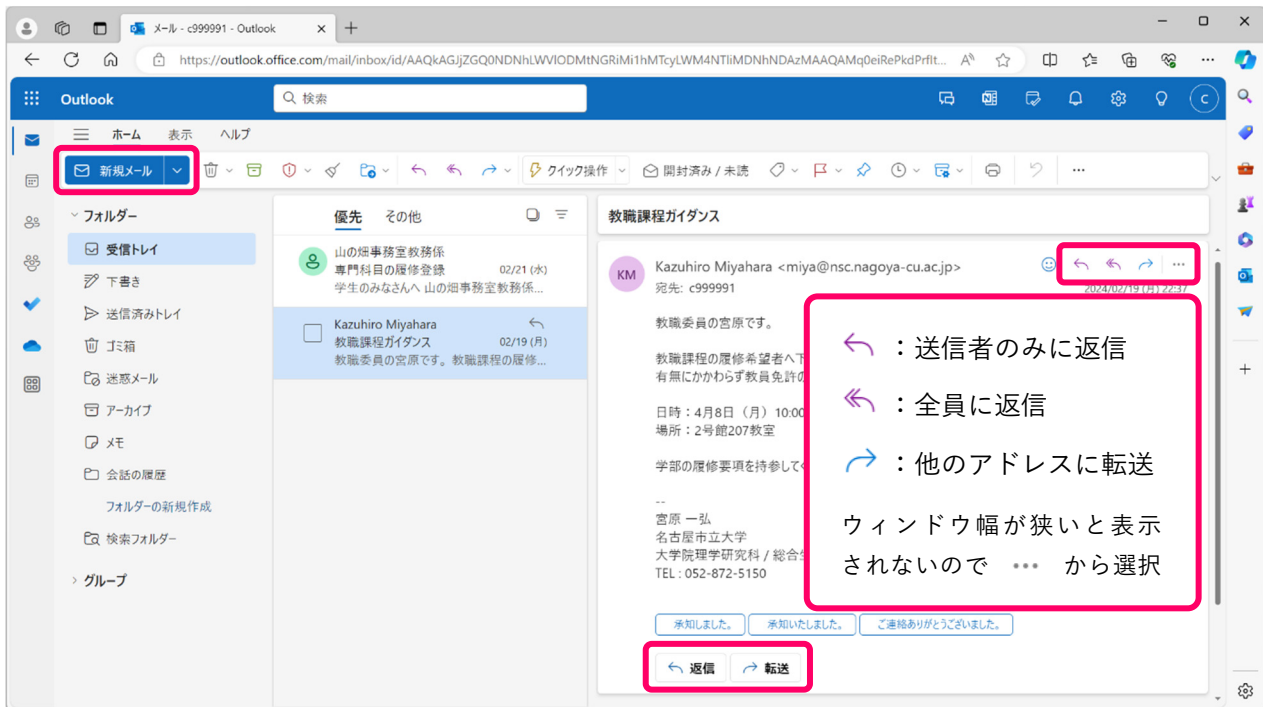 メール - c999991 - Outlook
https://outlook.office.com/mail/inbox/id/AAQkAGJjZGQ0NDNhLWVlODMtNGRiMi1hMTcyLWM4NTliMDNhNDAzMAAQAMq0eiRePkdPrflt...
Outlook
検索
C
ホーム 表示 ヘルプ
新規メール
クイック操作
開封済み / 未読
フォルダー
受信トレイ
下書き
送信済みトレイ
ゴミ箱
迷惑メール
アーカイブ
メモ
会話の履歴
フォルダーの新規作成
検索フォルダー
グループ
優先 その他
山の畑事務室教務係
専門科目の履修登録 02/21 (水)
学生のみなさんへ 山の畑事務室教務係...
Kazuhiro Miyahara
教職課程ガイダンス 02/19 (月)
教職委員の宮原です。教職課程の履修...
教職課程ガイダンス
KM
Kazuhiro Miyahara <miya@nsc.nagoya-cu.ac.jp>
宛先: c999991
2024/02/19 (月) 22:37
教職委員の宮原です。
教職課程の履修希望者へ下
有無にかかわらず教員免許の
日時：4月8日（月）10:00
場所：2号館207教室
学部の履修要項を持参して
--
宮原 一弘
名古屋市立大学
大学院理学研究科 / 総合生
TEL : 052-872-5150
：送信者のみに返信
：全員に返信
：他のアドレスに転送
ウィンドウ幅が狭いと表示
されないので ••• から選択
承知しました。 承知いたしました。 ご連絡ありがとうございました。
返信 転送